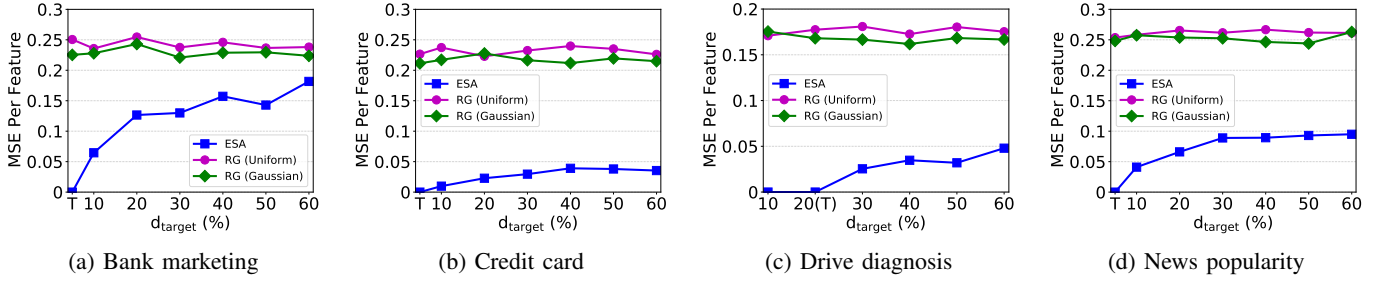 0.3
0.25
0.2
0.15
0.1
0.05
0
MSE Per Feature
ESA
RG (Uniform)
RG (Gaussian)
T 10 20 30 40 50 60
d_target (%)
(a) Bank marketing
0.3
0.25
0.2
0.15
0.1
0.05
0
MSE Per Feature
ESA
RG (Uniform)
RG (Gaussian)
T 10 20 30 40 50 60
d_target (%)
(b) Credit card
0.2
0.15
0.1
0.05
0
MSE Per Feature
ESA
RG (Uniform)
RG (Gaussian)
10 20(T) 30 40 50 60
d_target (%)
(c) Drive diagnosis
0.3
0.25
0.2
0.15
0.1
0.05
0
MSE Per Feature
ESA
RG (Uniform)
RG (Gaussian)
T 10 20 30 40 50 60
d_target (%)
(d) News popularity